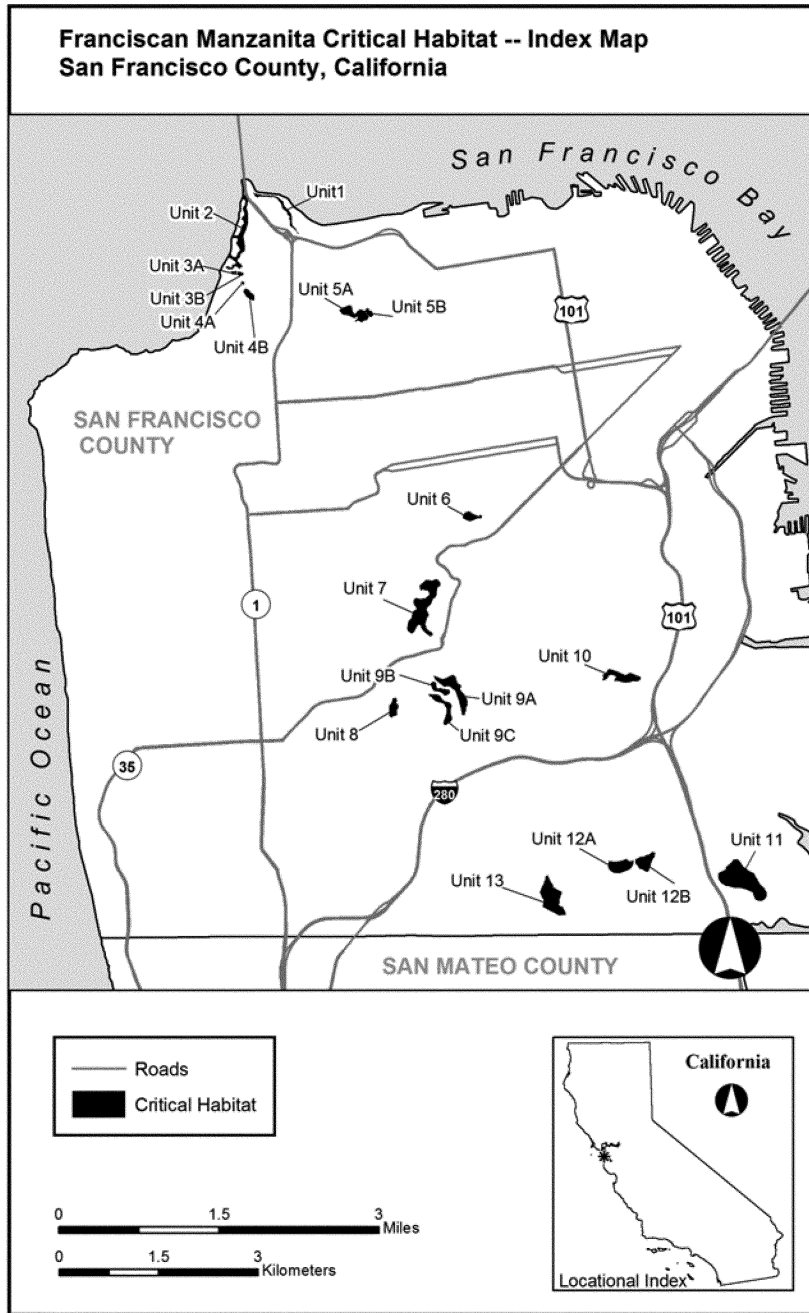 Franciscan Manzanita Critical Habitat -- Index Map
San Francisco County, California
San Francisco Bay
Unit1
Unit 2
Unit 3A
Unit 3B
Unit 4A
Unit 4B
Unit 5A
Unit 5B
101
SAN FRANCISCO
COUNTY
Unit 6
Unit 7
1
101
Unit 10
Unit 9B
Unit 9A
Unit 8
Unit 9C
Pacific Ocean
35
280
Unit 12A
Unit 11
Unit 13
Unit 12B
SAN MATEO COUNTY
Roads
Critical Habitat
California
Locational Index
0 1.5 3
Miles
0 1.5 3
Kilometers